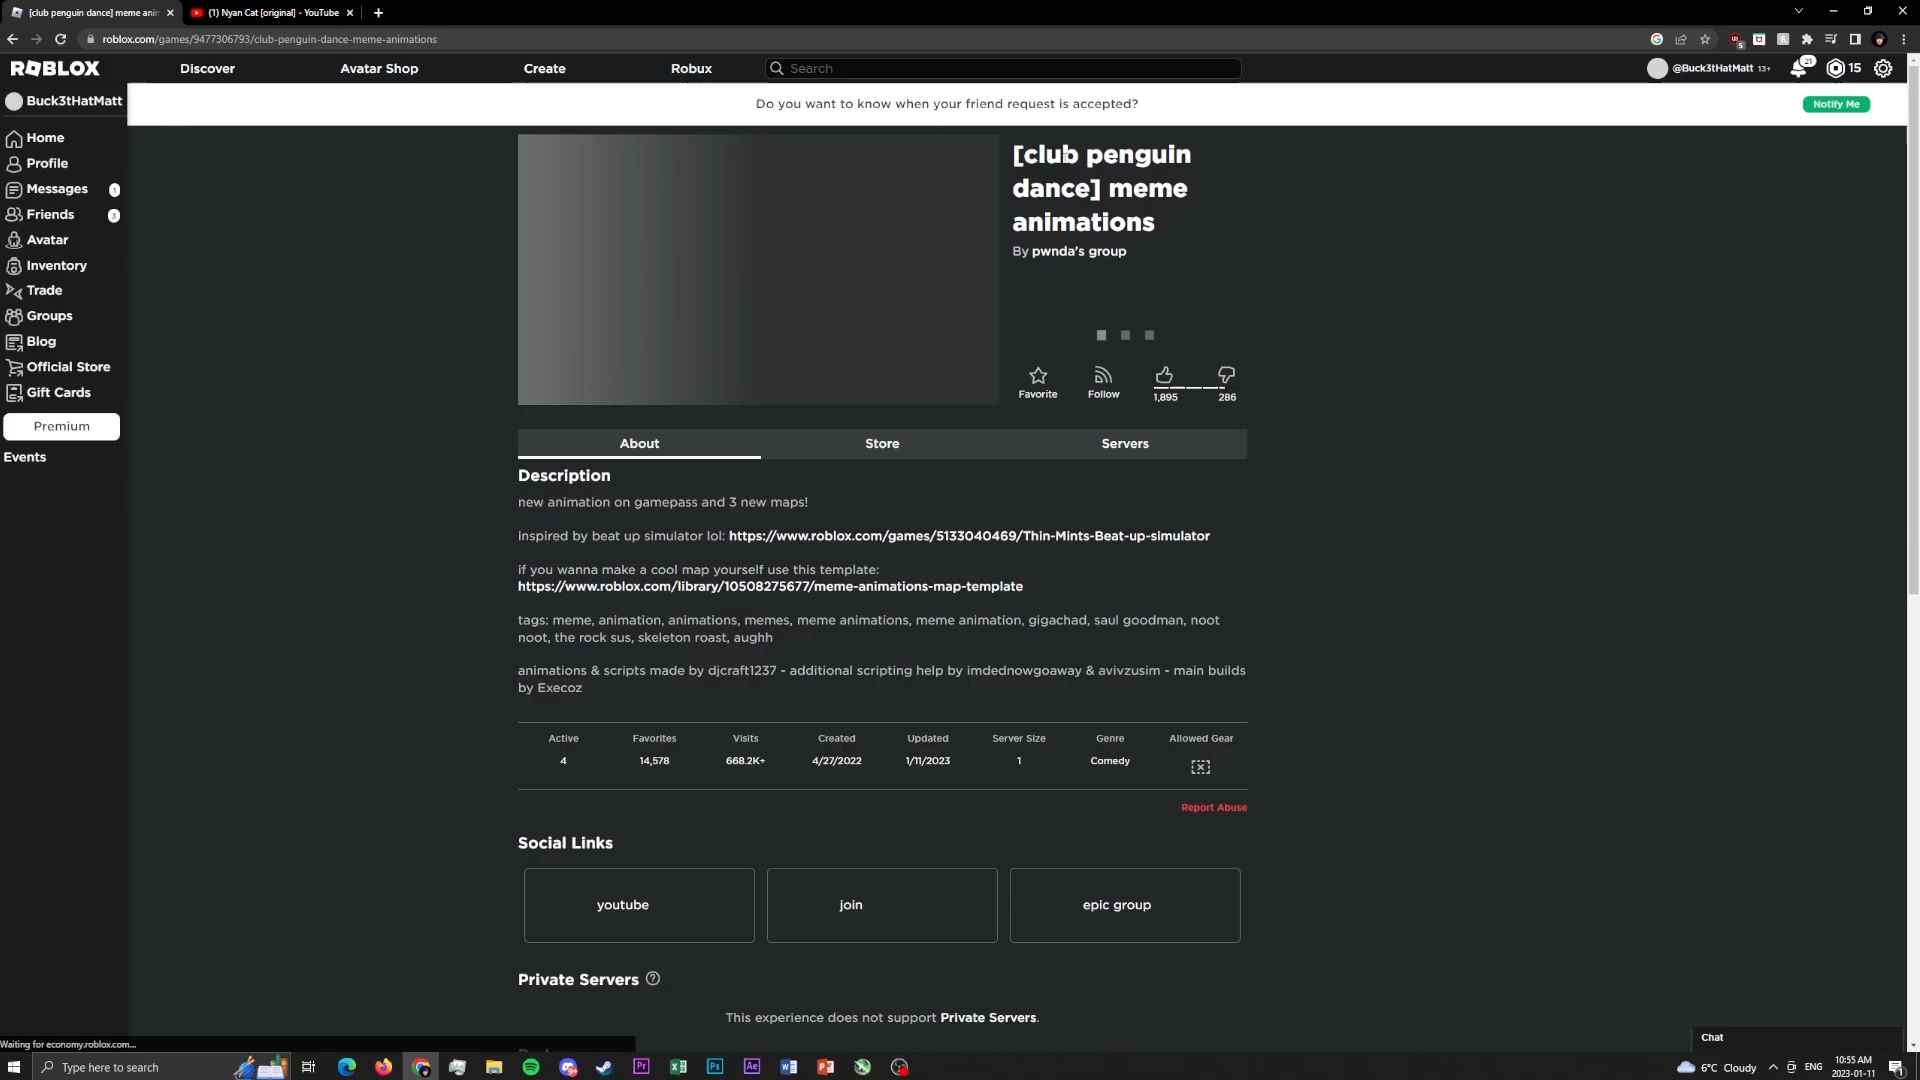 [club penguin dance] meme anim
(1) Nyan Cat [original] - YouTube
roblox.com/games/9477306793/club-penguin-dance-meme-animations
ROBLOX
Discover
Avatar Shop
Create
Robux
Search
@Buck3tHatMatt 13+
21
15
Buck3tHatMatt
Do you want to know when your friend request is accepted?
Notify Me
Home
Profile
Messages 1
Friends 3
Avatar
Inventory
Trade
Groups
Blog
Official Store
Gift Cards
Premium
Events
[club penguin
dance] meme
animations
By pwnda's group
Favorite
Follow
1,895
286
About
Store
Servers
Description
new animation on gamepass and 3 new maps!
inspired by beat up simulator lol: https://www.roblox.com/games/5133040469/Thin-Mints-Beat-up-simulator
if you wanna make a cool map yourself use this template:
https://www.roblox.com/library/10508275677/meme-animations-map-template
tags: meme, animation, animations, memes, meme animations, meme animation, gigachad, saul goodman, noot
noot, the rock sus, skeleton roast, aughh
animations & scripts made by djcraft1237 - additional scripting help by imdednowgoaway & avivzusim - main builds
by Execoz
Active Favorites Visits Created Updated Server Size Genre Allowed Gear
4 14,578 668.2K+ 4/27/2022 1/11/2023 1 Comedy
Report Abuse
Social Links
youtube
join
epic group
Private Servers
This experience does not support Private Servers.
Chat
Waiting for economy.roblox.com...
Type here to search
Pr
Ps
Ae
6°C Cloudy
ENG
10:55 AM
2023-01-11
1